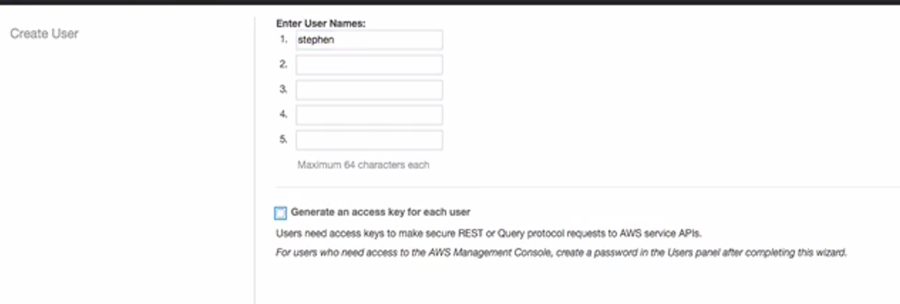 Create User
Enter User Names:
1. stephen
2.
3.
4.
5.
Maximum 64 characters each
Generate an access key for each user
Users need access keys to make secure REST or Query protocol requests to AWS service APIs.
For users who need access to the AWS Management Console, create a password in the Users panel after completing this wizard.